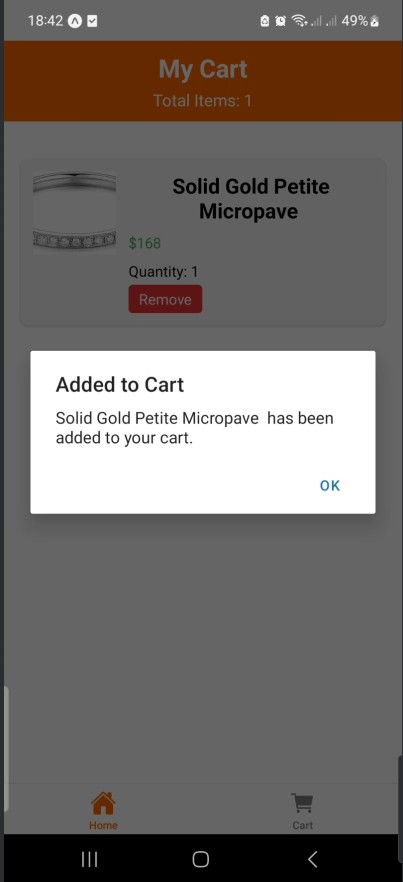 18:42
49%
My Cart
Total Items: 1
Solid Gold Petite
Micropave
$168
Quantity: 1
Remove
Added to Cart
Solid Gold Petite Micropave  has been
added to your cart.
OK
Home
Cart